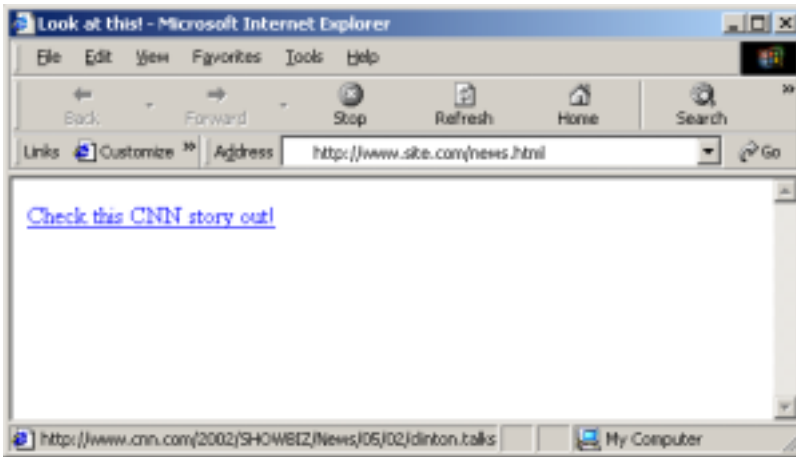 Look at this! - Microsoft Internet Explorer
File Edit View Favorites Tools Help
Back Forward Stop Refresh Home Search »
Links Customize » Address http://www.site.com/news.html Go
Check this CNN story out!
http://www.cnn.com/2002/SHOWBIZ/News/05/02/clinton.talks My Computer